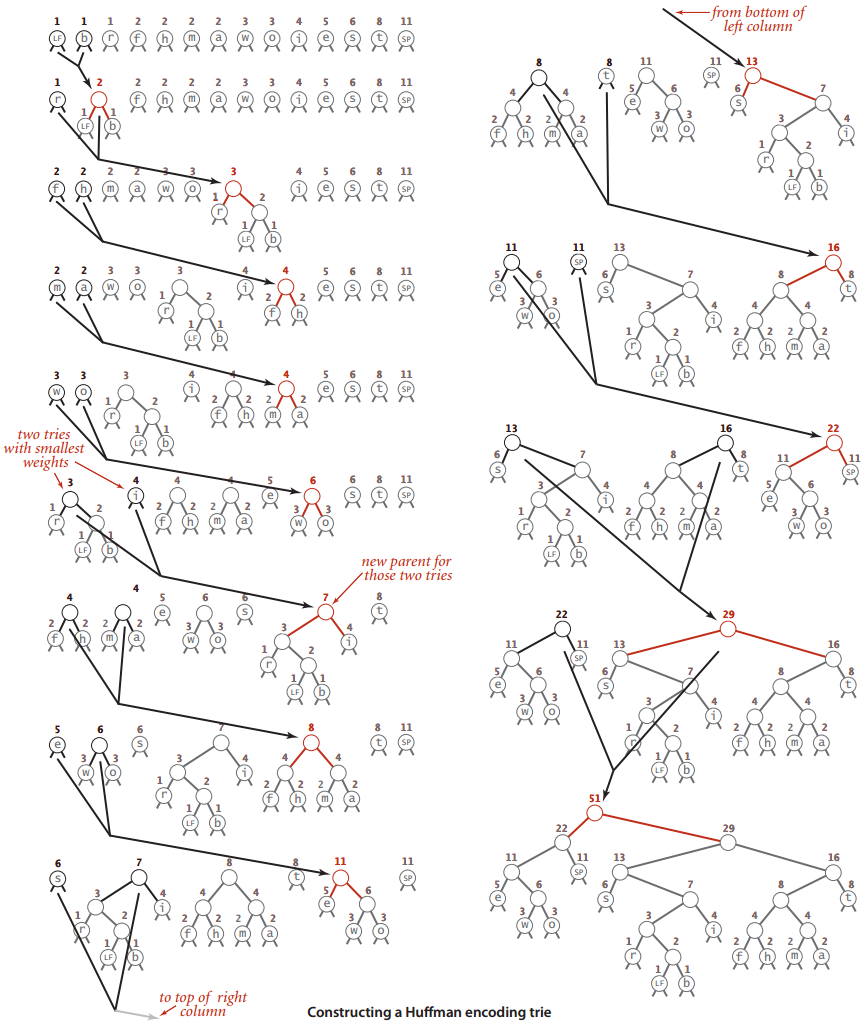 1 1 1 2 2 2 2 3 3 4 5 6 8 11
LF b r f h m a w o i e s t SP
1 2 2 2 2 2 3 3 4 5 6 8 11
r f h m a w o i e s t SP
1 1
LF b
2 2 2 2 3 3 3 4 5 6 8 11
f h m a w o i e s t SP
1 2
r
1 1
LF b
2 2 3 3 3 4 4 5 6 8 11
m a w o i e s t SP
1 2 2 2
r f h
1 1
LF b
3 3 3 4 4 4 5 6 8 11
w o i e s t SP
1 2 2 2 2 2
r f h m a
1 1
LF b
two tries
with smallest
weights
3 4 4 4 5 6 6 8 11
i e s t SP
1 2 2 2 2 2 3 3
r f h m a w o
1 1
LF b
new parent for
those two tries
4 4 5 6 6 7 8
e s t
2 2 2 2 3 3 3 4
f h m a w o i
1 2
r
1 1
LF b
5 6 6 7 8 8 11
e s t SP
3 3 3 4 4 4
w o i
1 2 2 2 2 2
r f h m a
1 1
LF b
6 7 8 8 11 11
s t SP
3 4 4 4 5 6
i e
1 2 2 2 2 2 3 3
r f h m a w o
1 1
LF b
to top of right
column
from bottom of
left column
8 8 11 11 13
t SP
4 4 5 6 6 7
e s
2 2 2 2 3 3 3 4
f h m a w o i
1 2
r
1 1
LF b
11 11 13 16
SP
5 6 6 7 8 8
e s t
3 3 3 4 4 4
w o i
1 2 2 2 2 2
r f h m a
1 1
LF b
13 16 22
6 7 8 8 11 11
s t SP
3 4 4 4 5 6
i e
1 2 2 2 2 2 3 3
r f h m a w o
1 1
LF b
22 29
11 11 13 16
SP
5 6 6 7 8 8
e s t
3 3 3 4 4 4
w o i
1 2 2 2 2 2
r f h m a
1 1
LF b
51
22 29
11 11 13 16
SP
5 6 6 7 8 8
e s t
3 3 3 4 4 4
w o i
1 2 2 2 2 2
r f h m a
1 1
LF b
Constructing a Huffman encoding trie